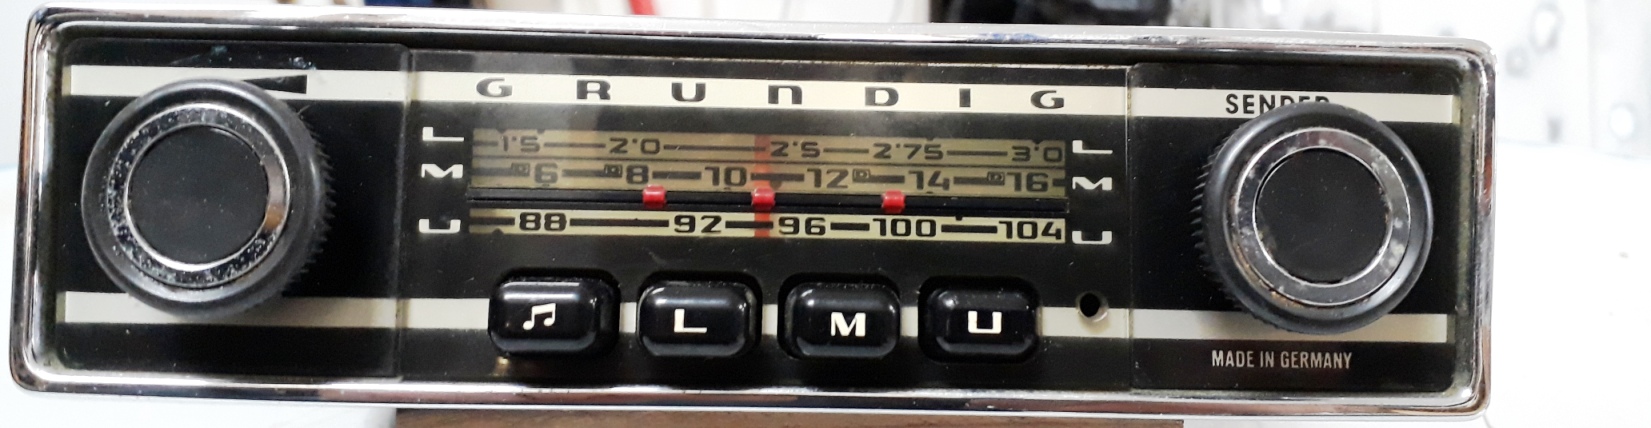 GRUNDIG
SENDER
L 1'5 2'0 2'5 2'75 3'0 L
M 6 8 10 12 14 16 M
U 88 92 96 100 104 U
L M U
MADE IN GERMANY